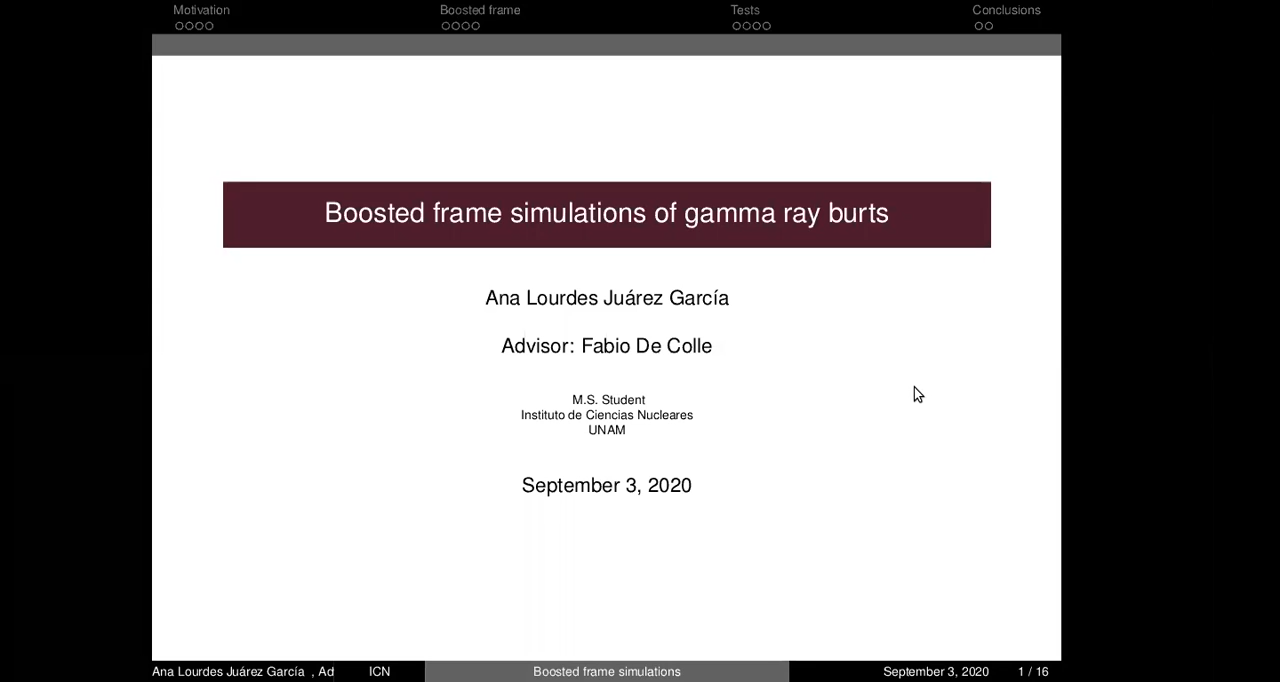 Motivation Boosted frame Tests Conclusions
Boosted frame simulations of gamma ray burts
Ana Lourdes Juárez García
Advisor: Fabio De Colle
M.S. Student
Instituto de Ciencias Nucleares
UNAM
September 3, 2020
Ana Lourdes Juárez García , Ad ICN Boosted frame simulations September 3, 2020 1 / 16